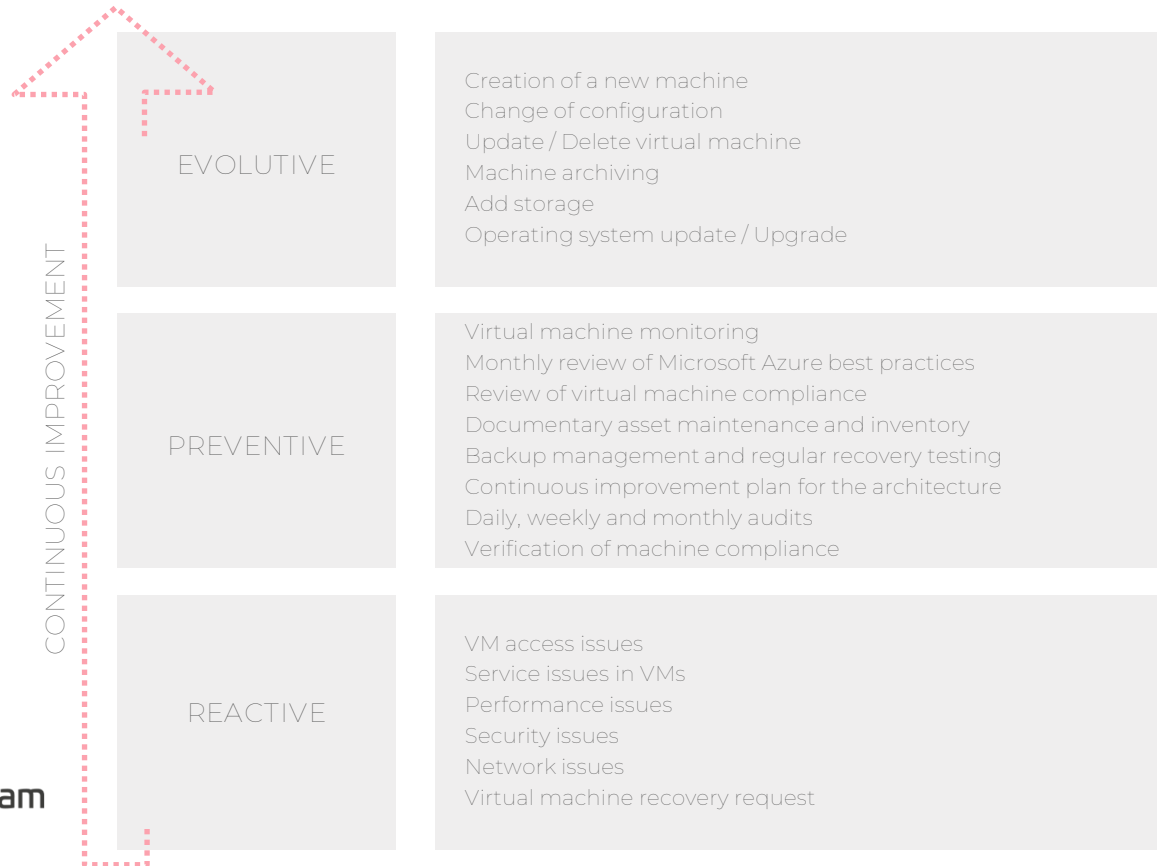 CONTINUOUS IMPROVEMENT
EVOLUTIVE
Creation of a new machine
Change of configuration
Update / Delete virtual machine
Machine archiving
Add storage
Operating system update / Upgrade
PREVENTIVE
Virtual machine monitoring
Monthly review of Microsoft Azure best practices
Review of virtual machine compliance
Documentary asset maintenance and inventory
Backup management and regular recovery testing
Continuous improvement plan for the architecture
Daily, weekly and monthly audits
Verification of machine compliance
REACTIVE
VM access issues
Service issues in VMs
Performance issues
Security issues
Network issues
Virtual machine recovery request
am